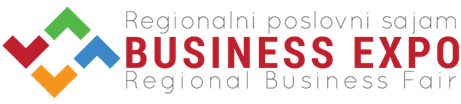 Regionalni poslovni sajam
BUSINESS EXPO
Regional Business Fair